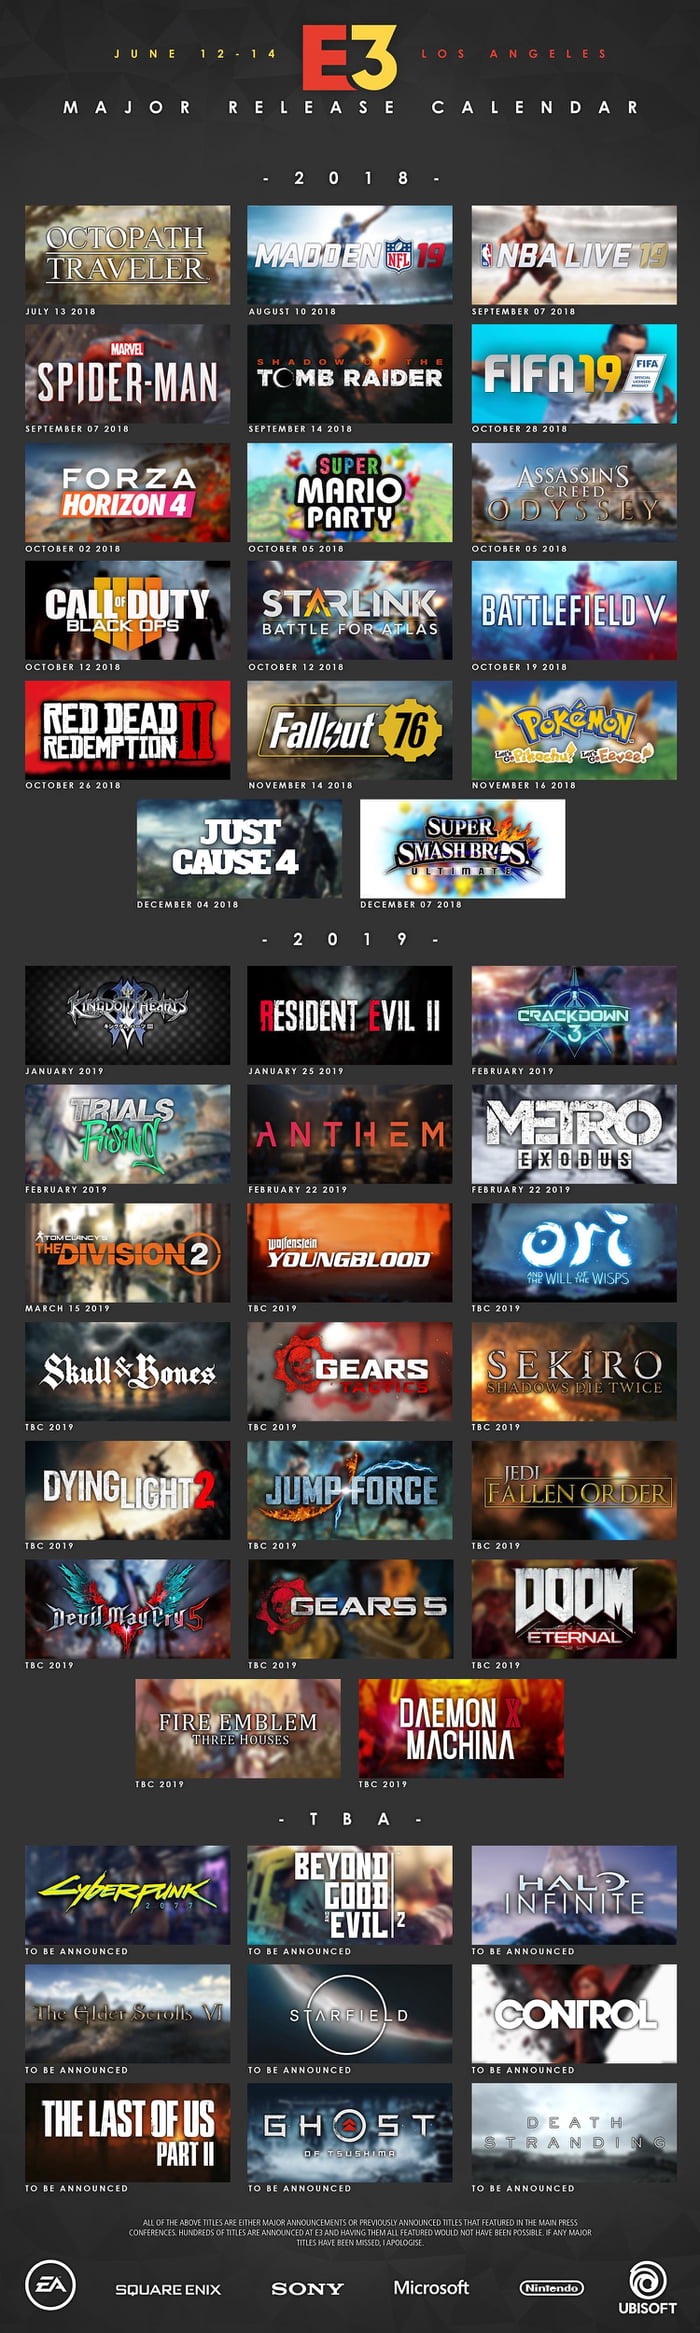 JUNE 12-14 E3 LOS ANGELES
MAJOR RELEASE CALENDAR
- 2018 -
OCTOPATH
TRAVELER
JULY 13 2018
MADDEN NFL 19
AUGUST 10 2018
NBA LIVE 19
SEPTEMBER 07 2018
MARVEL
SPIDER-MAN
SEPTEMBER 07 2018
SHADOW OF THE
TOMB RAIDER
SEPTEMBER 14 2018
FIFA 19 FIFA
OFFICIAL
LICENSED
PRODUCT
OCTOBER 28 2018
FORZA
HORIZON 4
OCTOBER 02 2018
SUPER
MARIO
PARTY
OCTOBER 05 2018
ASSASSIN'S
CREED
ODYSSEY
OCTOBER 05 2018
CALL OF DUTY
BLACK OPS IIII
OCTOBER 12 2018
STARLINK
BATTLE FOR ATLAS
OCTOBER 12 2018
BATTLEFIELD V
OCTOBER 19 2018
RED DEAD
REDEMPTION II
OCTOBER 26 2018
Fallout 76
NOVEMBER 14 2018
POKéMON
Let's Go Pikachu! Let's Go Eevee!
NOVEMBER 16 2018
JUST
CAUSE 4
DECEMBER 04 2018
SUPER
SMASH BROS.
ULTIMATE
DECEMBER 07 2018
- 2019 -
KINGDOM HEARTS
キングダム ハーツ III
JANUARY 2019
RESIDENT EVIL II
JANUARY 25 2019
CRACKDOWN
3
FEBRUARY 2019
TRIALS
Rising
FEBRUARY 2019
ANTHEM
FEBRUARY 22 2019
METRO
EXODUS
FEBRUARY 22 2019
TOM CLANCY'S
THE DIVISION 2
MARCH 15 2019
Wolfenstein
YOUNGBLOOD
TBC 2019
ori
AND THE WILL OF THE WISPS
TBC 2019
Skull & Bones
TBC 2019
GEARS
TACTICS
TBC 2019
SEKIRO
SHADOWS DIE TWICE
TBC 2019
DYING LIGHT 2
TBC 2019
JUMP FORCE
TBC 2019
JEDI
FALLEN ORDER
TBC 2019
Devil May Cry 5
TBC 2019
GEARS 5
TBC 2019
DOOM
ETERNAL
TBC 2019
FIRE EMBLEM
THREE HOUSES
TBC 2019
DAEMON X
MACHINA
TBC 2019
- TBA -
Cyberpunk
2077
TO BE ANNOUNCED
BEYOND
GOOD
AND EVIL 2
TO BE ANNOUNCED
HALO
INFINITE
TO BE ANNOUNCED
The Elder Scrolls VI
TO BE ANNOUNCED
STARFIELD
TO BE ANNOUNCED
CONTROL
TO BE ANNOUNCED
THE LAST OF US
PART II
TO BE ANNOUNCED
GHOST
OF TSUSHIMA
TO BE ANNOUNCED
DEATH
STRANDING
TO BE ANNOUNCED
ALL OF THE ABOVE TITLES ARE EITHER MAJOR ANNOUNCEMENTS OR PREVIOUSLY ANNOUNCED TITLES THAT FEATURED IN THE MAIN PRESS
CONFERENCES. HUNDREDS OF TITLES ARE ANNOUNCED AT E3 AND HAVING THEM ALL FEATURED WOULD NOT HAVE BEEN POSSIBLE. IF ANY MAJOR
TITLES HAVE BEEN MISSED, I APOLOGISE.
EA SQUARE ENIX SONY Microsoft Nintendo UBISOFT